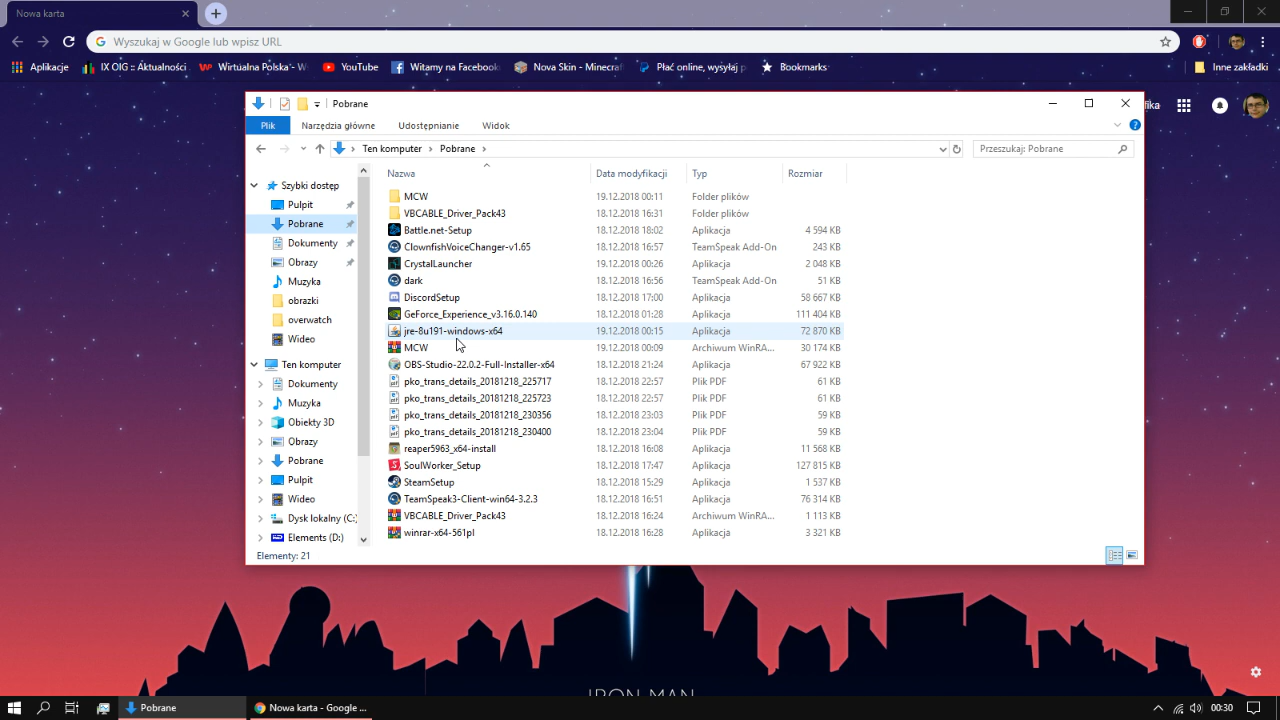 Nowa karta
Wyszukaj w Google lub wpisz URL
Aplikacje
IX OIG :: Aktualności
Wirtualna Polska - W
YouTube
Witamy na Facebook
Nova Skin - Minecraf
Płać online, wysyłaj p
Bookmarks
Inne zakładki
fika
Pobrane
Plik
Narzędzia główne
Udostępnianie
Widok
Ten komputer
Pobrane
Przeszukaj: Pobrane
Szybki dostęp
Pulpit
Pobrane
Dokumenty
Obrazy
Muzyka
obrazki
overwatch
Wideo
Ten komputer
Dokumenty
Muzyka
Obiekty 3D
Obrazy
Pobrane
Pulpit
Wideo
Dysk lokalny (C:)
Elements (D:)
Nazwa Data modyfikacji Typ Rozmiar
MCW 19.12.2018 00:11 Folder plików
VBCABLE_Driver_Pack43 18.12.2018 16:31 Folder plików
Battle.net-Setup 18.12.2018 18:02 Aplikacja 4 594 KB
ClownfishVoiceChanger-v1.65 18.12.2018 16:57 TeamSpeak Add-On 243 KB
CrystalLauncher 19.12.2018 00:26 Aplikacja 2 048 KB
dark 18.12.2018 16:56 TeamSpeak Add-On 51 KB
DiscordSetup 18.12.2018 17:00 Aplikacja 58 667 KB
GeForce_Experience_v3.16.0.140 18.12.2018 01:28 Aplikacja 111 404 KB
jre-8u191-windows-x64 19.12.2018 00:15 Aplikacja 72 870 KB
MCW 19.12.2018 00:09 Archiwum WinRA... 30 174 KB
OBS-Studio-22.0.2-Full-Installer-x64 18.12.2018 21:24 Aplikacja 67 922 KB
pko_trans_details_20181218_225717 18.12.2018 22:57 Plik PDF 61 KB
pko_trans_details_20181218_225723 18.12.2018 22:57 Plik PDF 61 KB
pko_trans_details_20181218_230356 18.12.2018 23:03 Plik PDF 59 KB
pko_trans_details_20181218_230400 18.12.2018 23:04 Plik PDF 59 KB
reaper5963_x64-install 18.12.2018 16:08 Aplikacja 11 568 KB
SoulWorker_Setup 18.12.2018 17:47 Aplikacja 127 815 KB
SteamSetup 18.12.2018 15:29 Aplikacja 1 537 KB
TeamSpeak3-Client-win64-3.2.3 18.12.2018 16:51 Aplikacja 76 314 KB
VBCABLE_Driver_Pack43 18.12.2018 16:24 Archiwum WinRA... 1 113 KB
winrar-x64-561pl 18.12.2018 16:28 Aplikacja 3 321 KB
Elementy: 21
IRON MAN
Pobrane
Nowa karta - Google ...
00:30